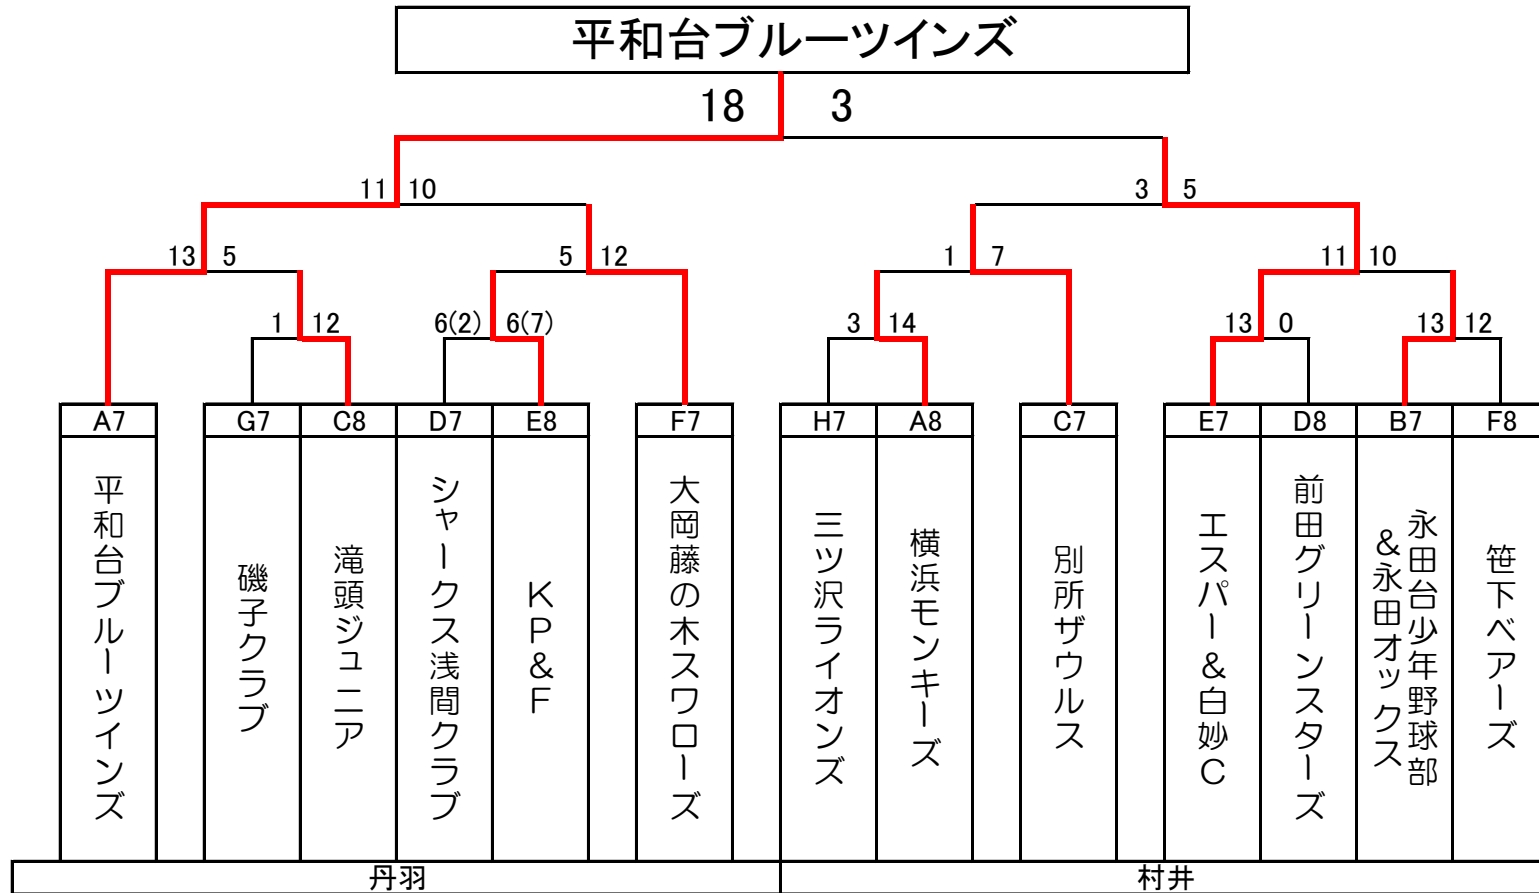 平和台ブルーツインズ
18 3
11 10 3 5
13 5 5 12 1 7 11 10
1 12 6(2) 6(7) 3 14 13 0 13 12
A7 G7 C8 D7 E8 F7 H7 A8 C7 E7 D8 B7 F8
平和台ブルーツインズ
磯子クラブ
滝頭ジュニア
シャークス浅間クラブ
KP&F
大岡藤の木スワローズ
三ツ沢ライオンズ
横浜モンキーズ
別所ザウルス
エスパー&白妙C
前田グリーンスターズ
永田台少年野球部
&永田オックス
笹下ベアーズ
丹羽 村井